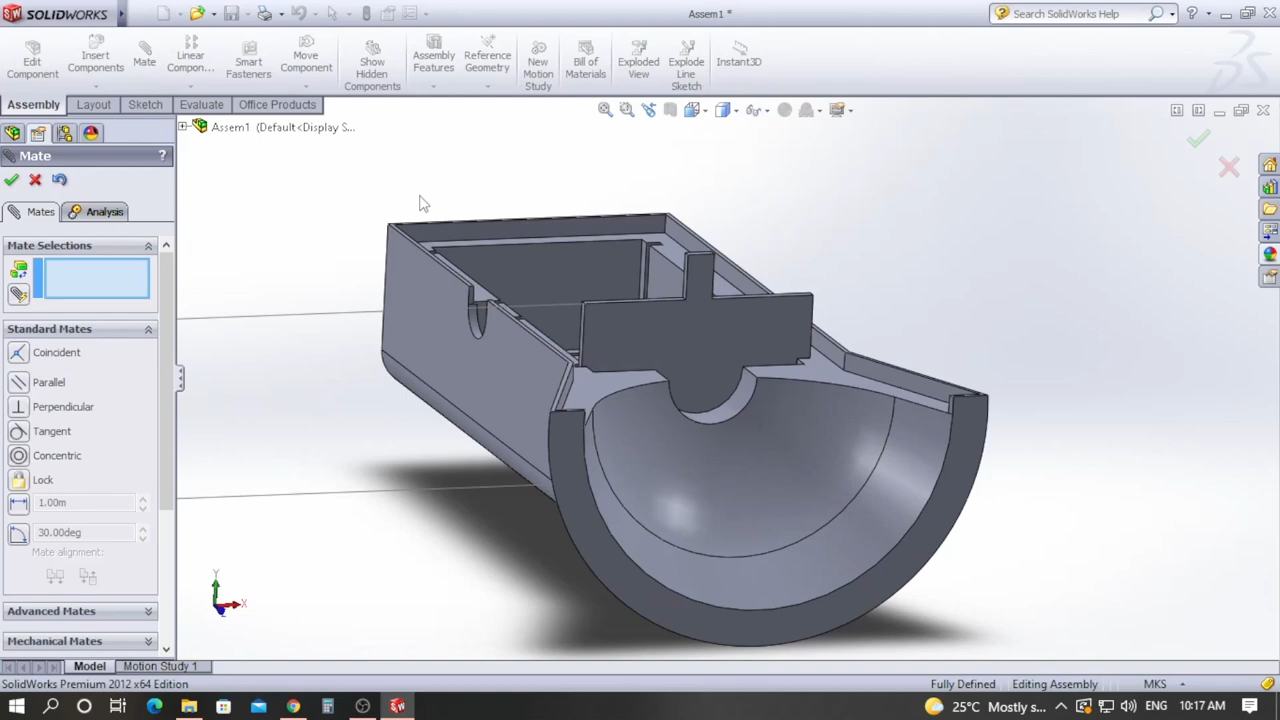 SOLIDWORKS
Assem1 *
Search SolidWorks Help
Edit Component
Insert Components
Mate
Linear Compon...
Smart Fasteners
Move Component
Show Hidden Components
Assembly Features
Reference Geometry
New Motion Study
Bill of Materials
Exploded View
Explode Line Sketch
Instant3D
Assembly Layout Sketch Evaluate Office Products
Assem1 (Default<Display S...
Mate ?
Mates Analysis
Mate Selections
Standard Mates
Coincident
Parallel
Perpendicular
Tangent
Concentric
Lock
1.00m
30.00deg
Mate alignment:
Advanced Mates
Mechanical Mates
Y
X
Model Motion Study 1
SolidWorks Premium 2012 x64 Edition
Fully Defined Editing Assembly MKS
25°C Mostly s... ENG 10:17 AM